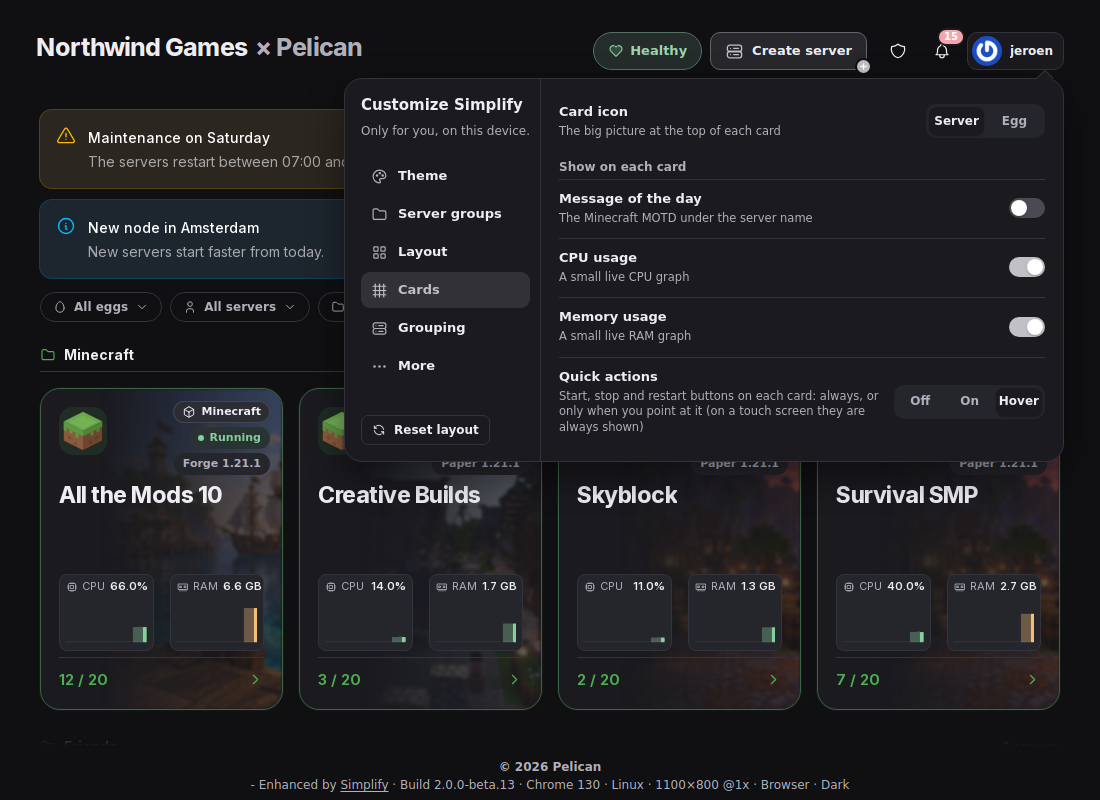 Northwind Games × Pelican
Healthy
Create server
15
jeroen
Maintenance on Saturday
The servers restart between 07:00
New node in Amsterdam
New servers start faster from today.
All eggs
All servers
Minecraft
Customize Simplify
Only for you, on this device.
Theme
Server groups
Layout
Cards
Grouping
More
Reset layout
Card icon
The big picture at the top of each card
Server
Egg
Show on each card
Message of the day
The Minecraft MOTD under the server name
CPU usage
A small live CPU graph
Memory usage
A small live RAM graph
Quick actions
Start, stop and restart buttons on each card: always, or
only when you point at it (on a touch screen they are
always shown)
Off
On
Hover
Minecraft
Running
Forge 1.21.1
All the Mods 10
CPU 66.0%
RAM 6.6 GB
12 / 20
Paper 1.21.1
Creative Builds
CPU 14.0%
RAM 1.7 GB
3 / 20
Paper 1.21.1
Skyblock
CPU 11.0%
RAM 1.3 GB
2 / 20
Paper 1.21.1
Survival SMP
CPU 40.0%
RAM 2.7 GB
7 / 20
Friends
© 2026 Pelican
- Enhanced by Simplify · Build 2.0.0-beta.13 · Chrome 130 · Linux · 1100×800 @1x · Browser · Dark